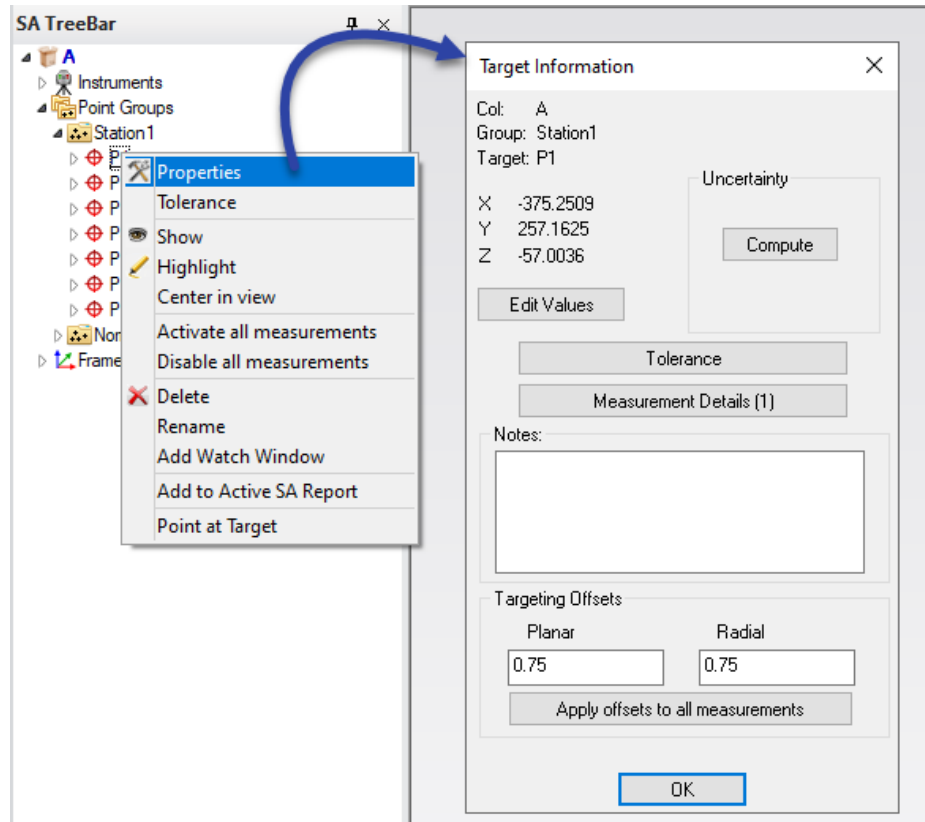 SA TreeBar
A
Instruments
Point Groups
Station1
P
P
P
P
P
P
P
Nor
Frame
Properties
Tolerance
Show
Highlight
Center in view
Activate all measurements
Disable all measurements
Delete
Rename
Add Watch Window
Add to Active SA Report
Point at Target
Target Information
Col: A
Group: Station1
Target: P1
X -375.2509
Y 257.1625
Z -57.0036
Uncertainty
Compute
Edit Values
Tolerance
Measurement Details (1)
Notes:
Targeting Offsets
Planar Radial
0.75 0.75
Apply offsets to all measurements
OK